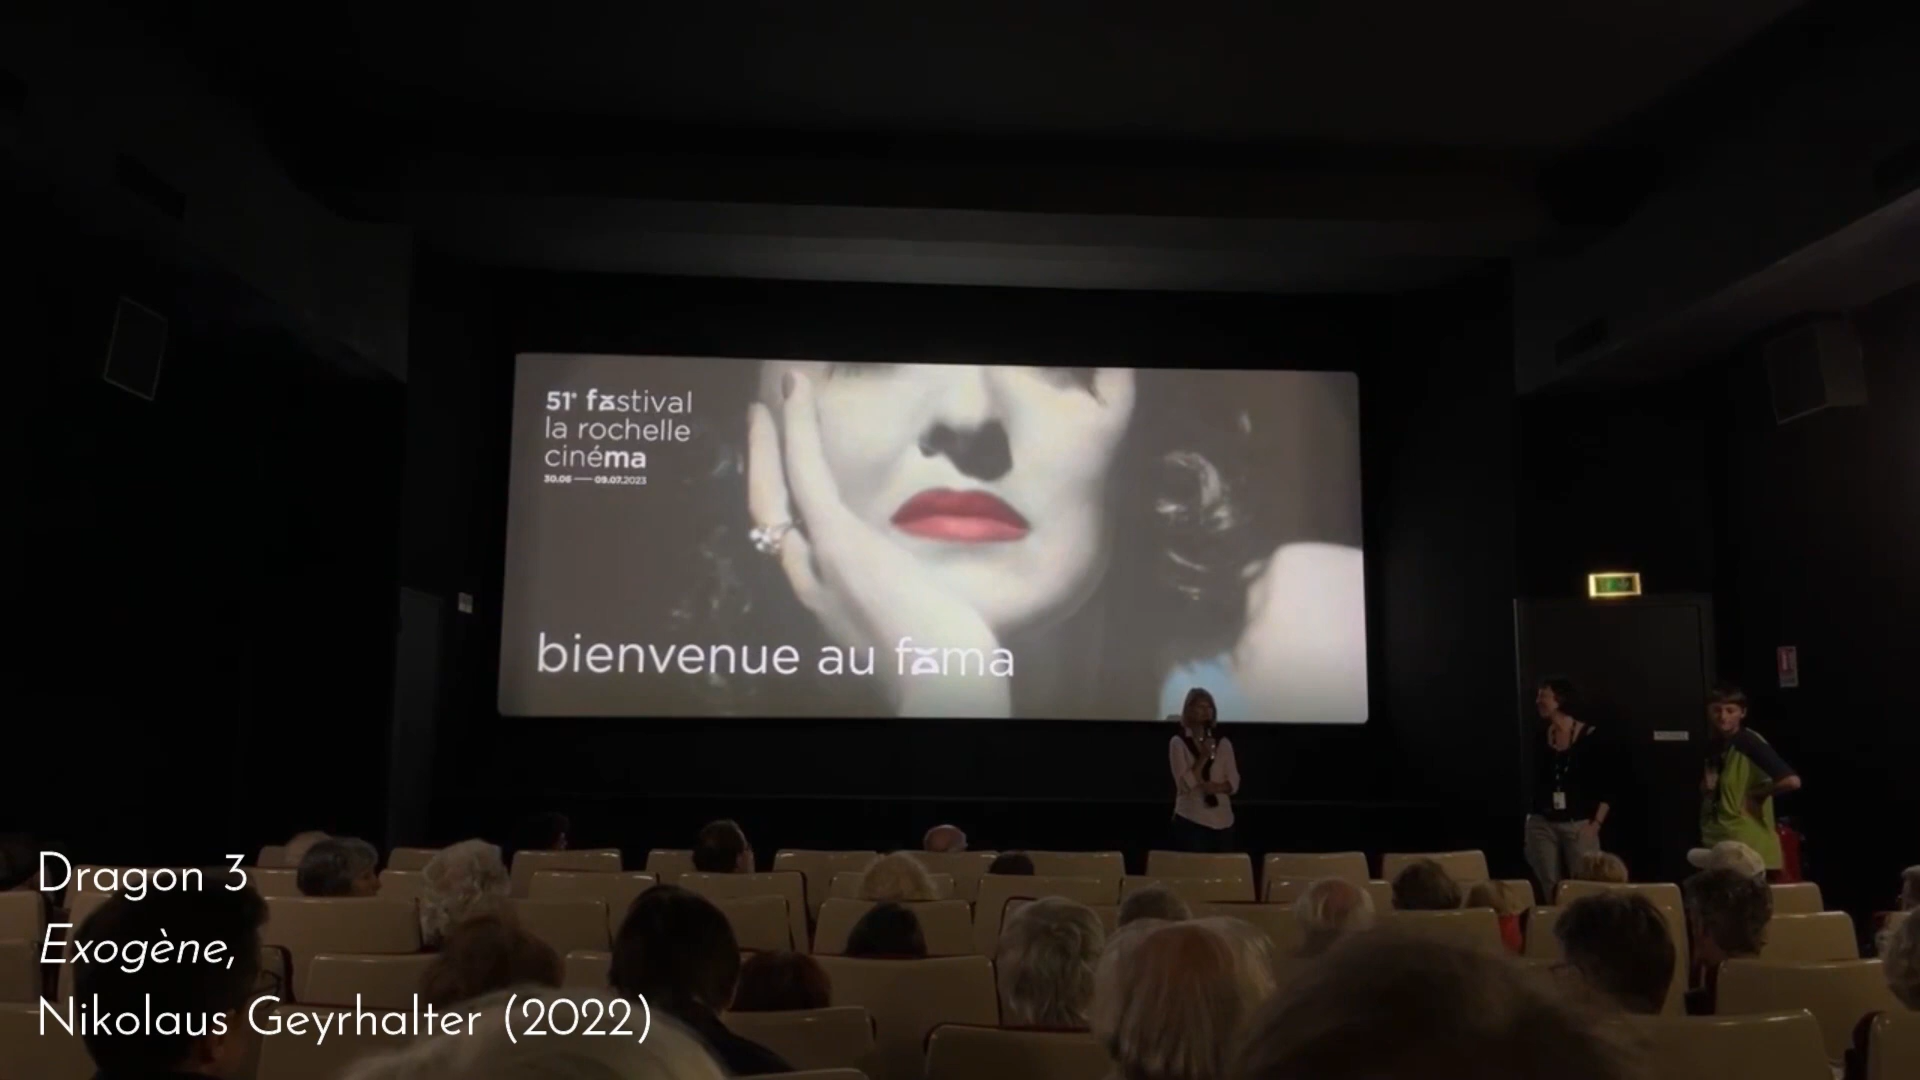 51e fastival
la rochelle
cinéma
30.06 — 09.07.2023
bienvenue au fama
Dragon 3
Exogène,
Nikolaus Geyrhalter (2022)